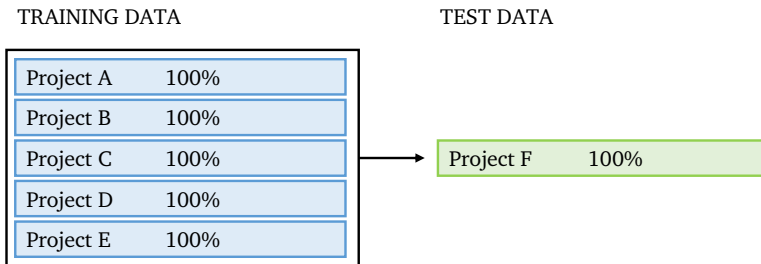 TRAINING DATA
TEST DATA
Project A 100%
Project B 100%
Project C 100%
Project D 100%
Project E 100%
Project F 100%